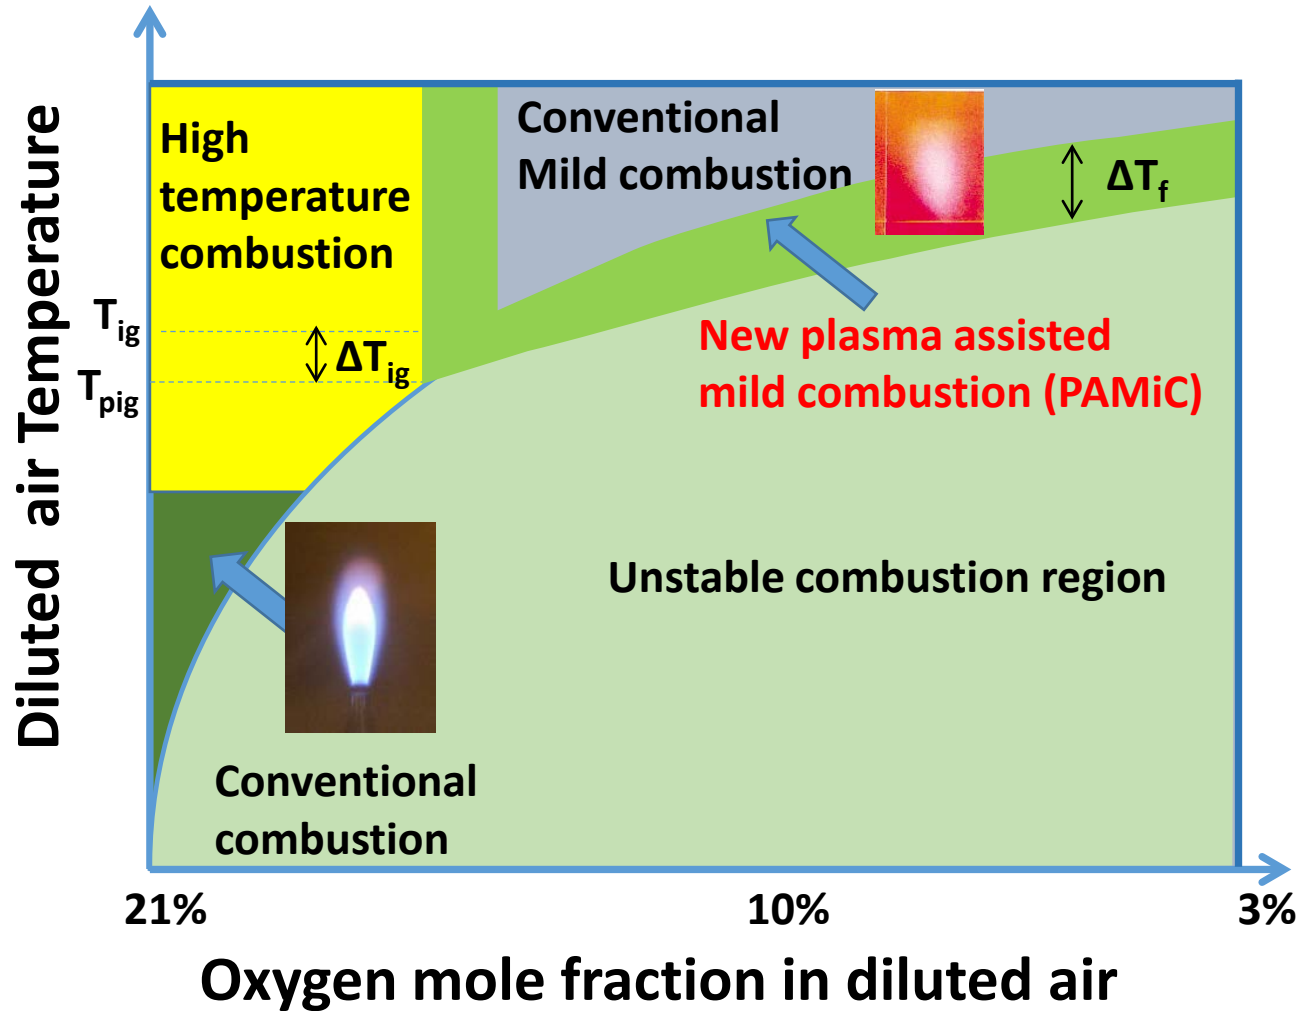 Diluted air Temperature
High
temperature
combustion
Conventional
Mild combustion
ΔTf
Tig
ΔTig
Tpig
New plasma assisted
mild combustion (PAMiC)
Unstable combustion region
Conventional
combustion
21%
10%
3%
Oxygen mole fraction in diluted air